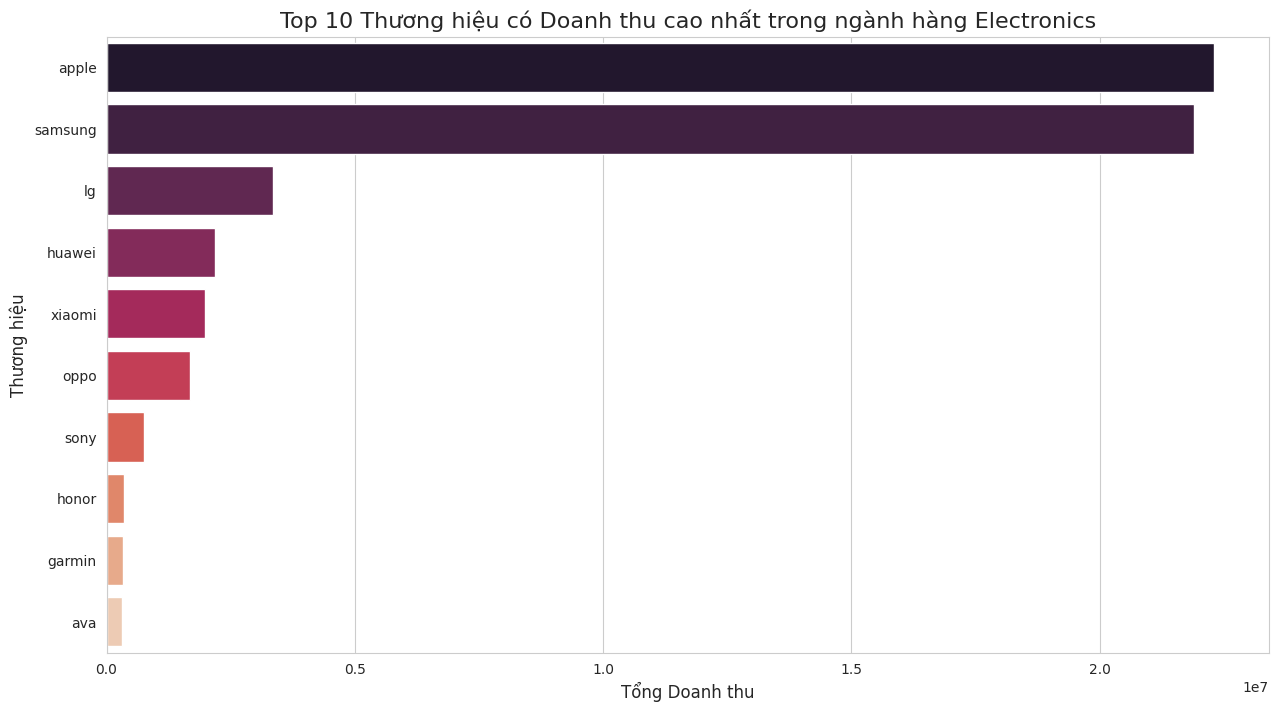 Top 10 Thương hiệu có Doanh thu cao nhất trong ngành hàng Electronics
Thương hiệu
apple
samsung
lg
huawei
xiaomi
oppo
sony
honor
garmin
ava
0.0 0.5 1.0 1.5 2.0
1e7
Tổng Doanh thu